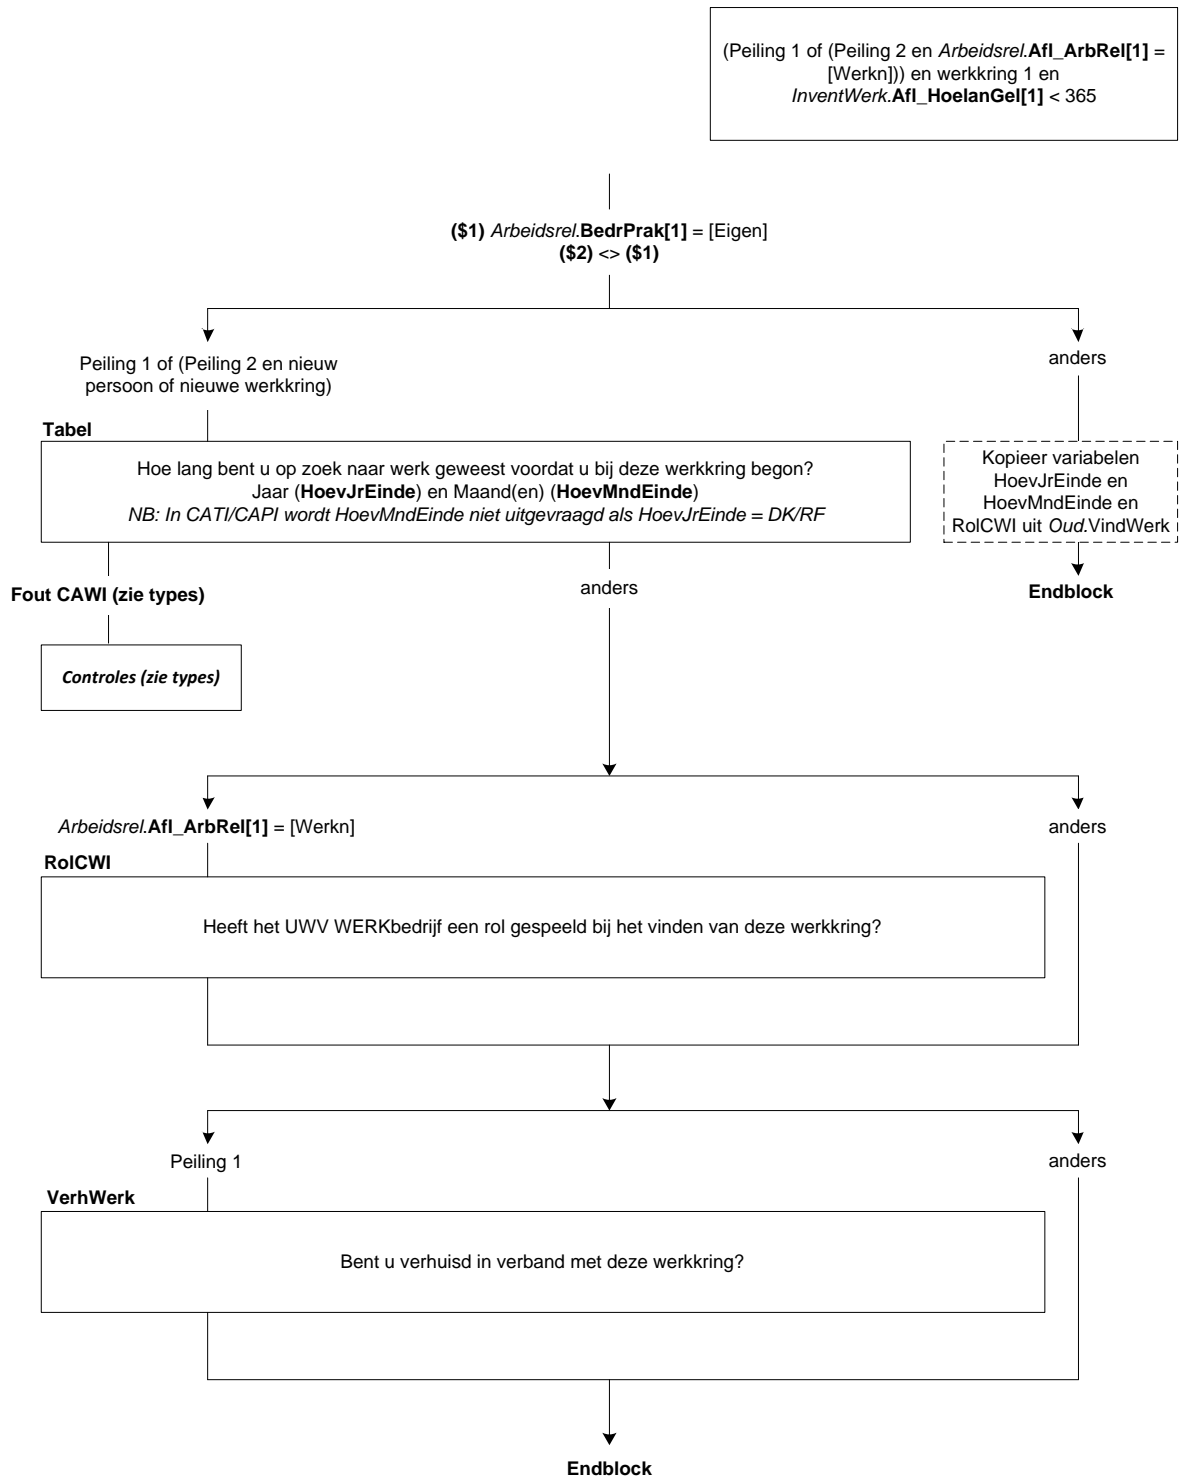 (Peiling 1 of (Peiling 2 en Arbeidsrel.Afl_ArbRel[1] =
[Werkn])) en werkkring 1 en
InventWerk.Afl_HoelanGel[1] < 365
($1) Arbeidsrel.BedrPrak[1] = [Eigen]
($2) <> ($1)
Peiling 1 of (Peiling 2 en nieuw
persoon of nieuwe werkkring)
anders
Tabel
Hoe lang bent u op zoek naar werk geweest voordat u bij deze werkkring begon?
Jaar (HoevJrEinde) en Maand(en) (HoevMndEinde)
NB: In CATI/CAPI wordt HoevMndEinde niet uitgevraagd als HoevJrEinde = DK/RF
Kopieer variabelen
HoevJrEinde en
HoevMndEinde en
RolCWI uit Oud.VindWerk
Fout CAWI (zie types)
anders
Endblock
Controles (zie types)
Arbeidsrel.Afl_ArbRel[1] = [Werkn]
anders
RolCWI
Heeft het UWV WERKbedrijf een rol gespeeld bij het vinden van deze werkkring?
Peiling 1
anders
VerhWerk
Bent u verhuisd in verband met deze werkkring?
Endblock